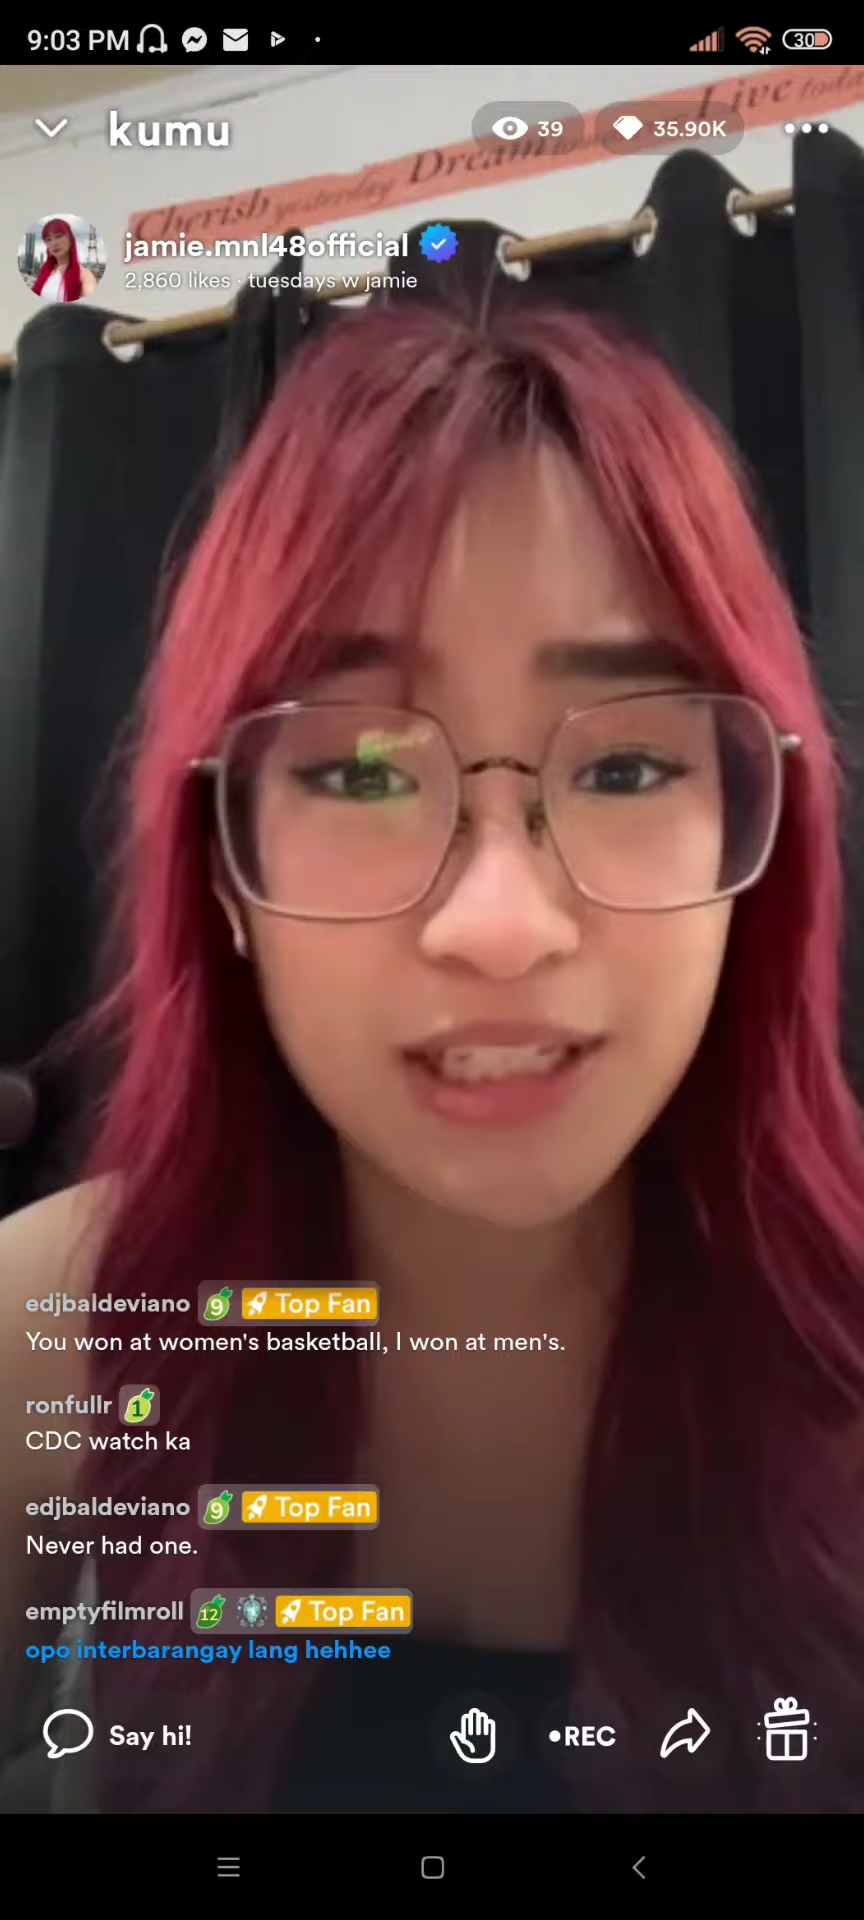 9:03 PM
30
kumu
39
35.90K
Cherish yesterday Dream Live today
jamie.mnl48official
2,860 likes · tuesdays w jamie
edjbaldeviano 9 Top Fan
You won at women's basketball, I won at men's.
ronfullr 1
CDC watch ka
edjbaldeviano 9 Top Fan
Never had one.
emptyfilmroll 12 Top Fan
opo interbarangay lang hehhee
Say hi!
•REC